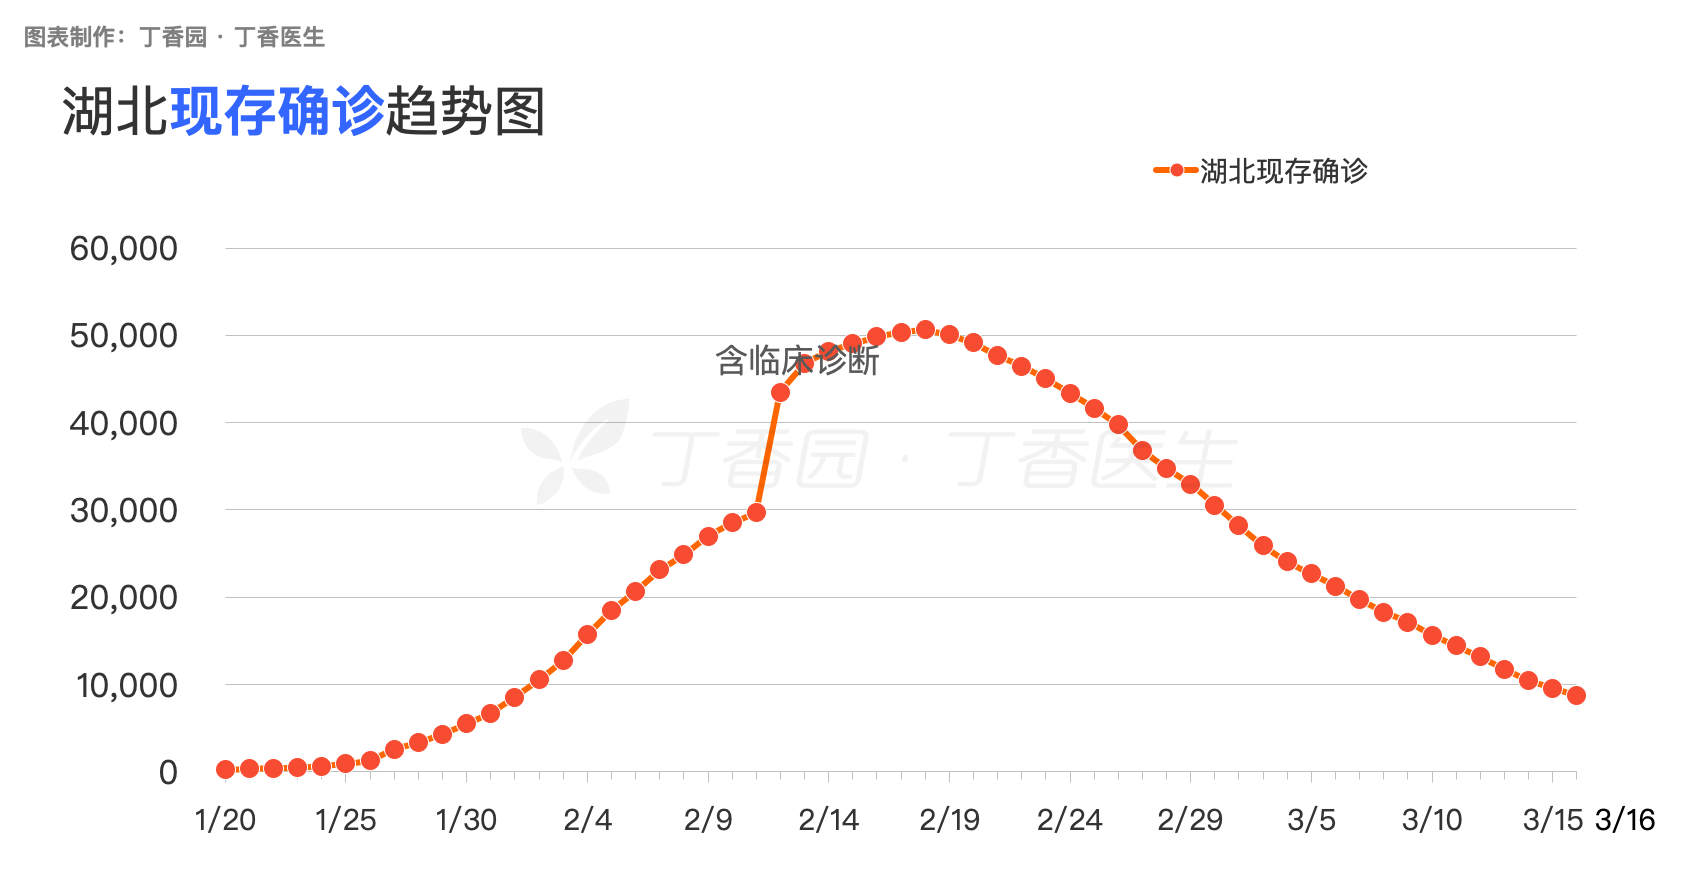 图表制作：丁香园 · 丁香医生
湖北现存确诊趋势图
湖北现存确诊
60,000
50,000
含临床诊断
40,000
丁香园 · 丁香医生
30,000
20,000
10,000
0
1/20 1/25 1/30 2/4 2/9 2/14 2/19 2/24 2/29 3/5 3/10 3/15 3/16